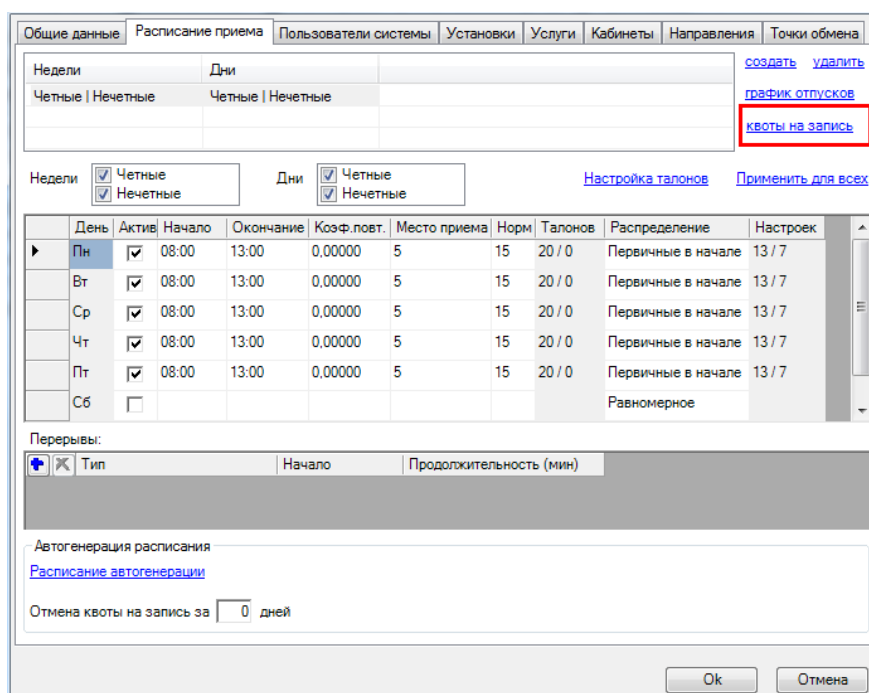 Общие данные Расписание приема Пользователи системы Установки Услуги Кабинеты Направления Точки обмена
Недели Дни
создать удалить
Четные | Нечетные Четные | Нечетные
график отпусков
квоты на запись
Недели Четные Дни Четные
Нечетные Нечетные
Настройка талонов Применить для всех
День Актив Начало Окончание Коэф.повт. Место приема Норм Талонов Распределение Настроек
Пн 08:00 13:00 0,00000 5 15 20 / 0 Первичные в начале 13 / 7
Вт 08:00 13:00 0,00000 5 15 20 / 0 Первичные в начале 13 / 7
Ср 08:00 13:00 0,00000 5 15 20 / 0 Первичные в начале 13 / 7
Чт 08:00 13:00 0,00000 5 15 20 / 0 Первичные в начале 13 / 7
Пт 08:00 13:00 0,00000 5 15 20 / 0 Первичные в начале 13 / 7
Сб Равномерное
Перерывы:
Тип Начало Продолжительность (мин)
Автогенерация расписания
Расписание автогенерации
Отмена квоты на запись за 0 дней
Ok Отмена